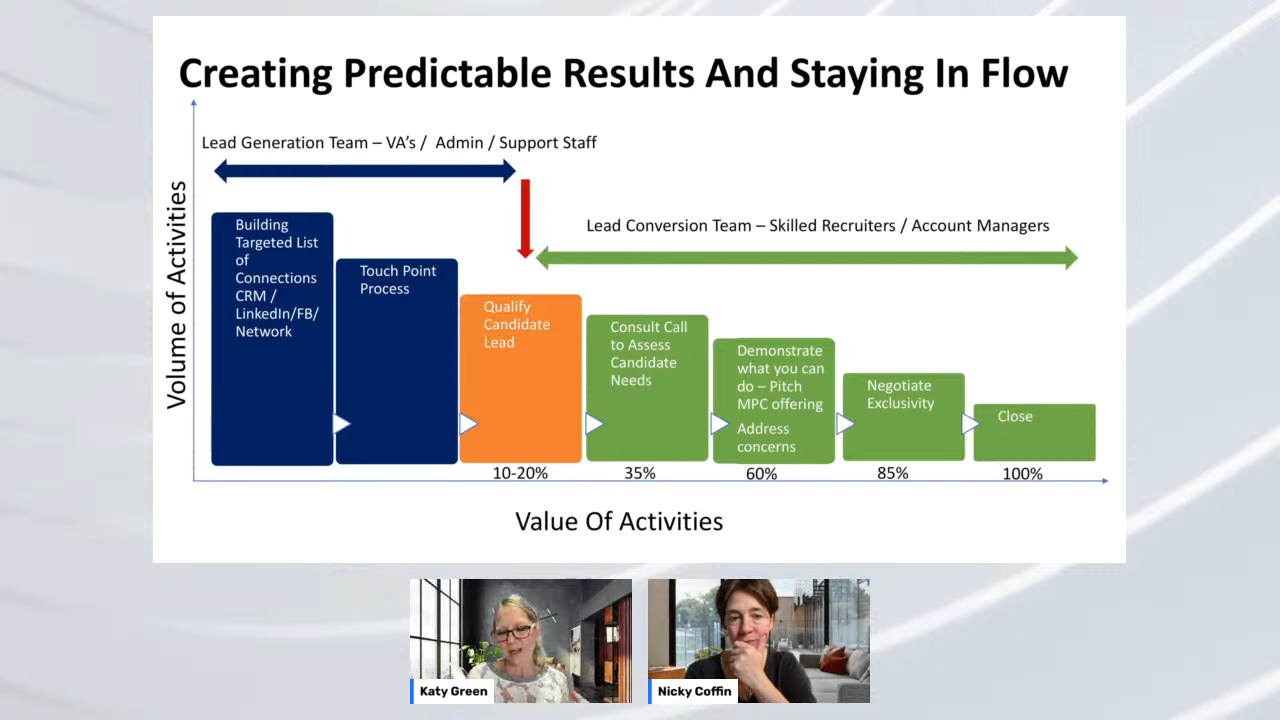 Creating Predictable Results And Staying In Flow
Lead Generation Team – VA's / Admin / Support Staff
Lead Conversion Team – Skilled Recruiters / Account Managers
Volume of Activities
Building
Targeted List
of
Connections
CRM /
LinkedIn/FB/
Network
Touch Point
Process
Qualify
Candidate
Lead
Consult Call
to Assess
Candidate
Needs
Demonstrate
what you can
do – Pitch
MPC offering
Address
concerns
Negotiate
Exclusivity
Close
10-20%
35%
60%
85%
100%
Value Of Activities
Katy Green
Nicky Coffin